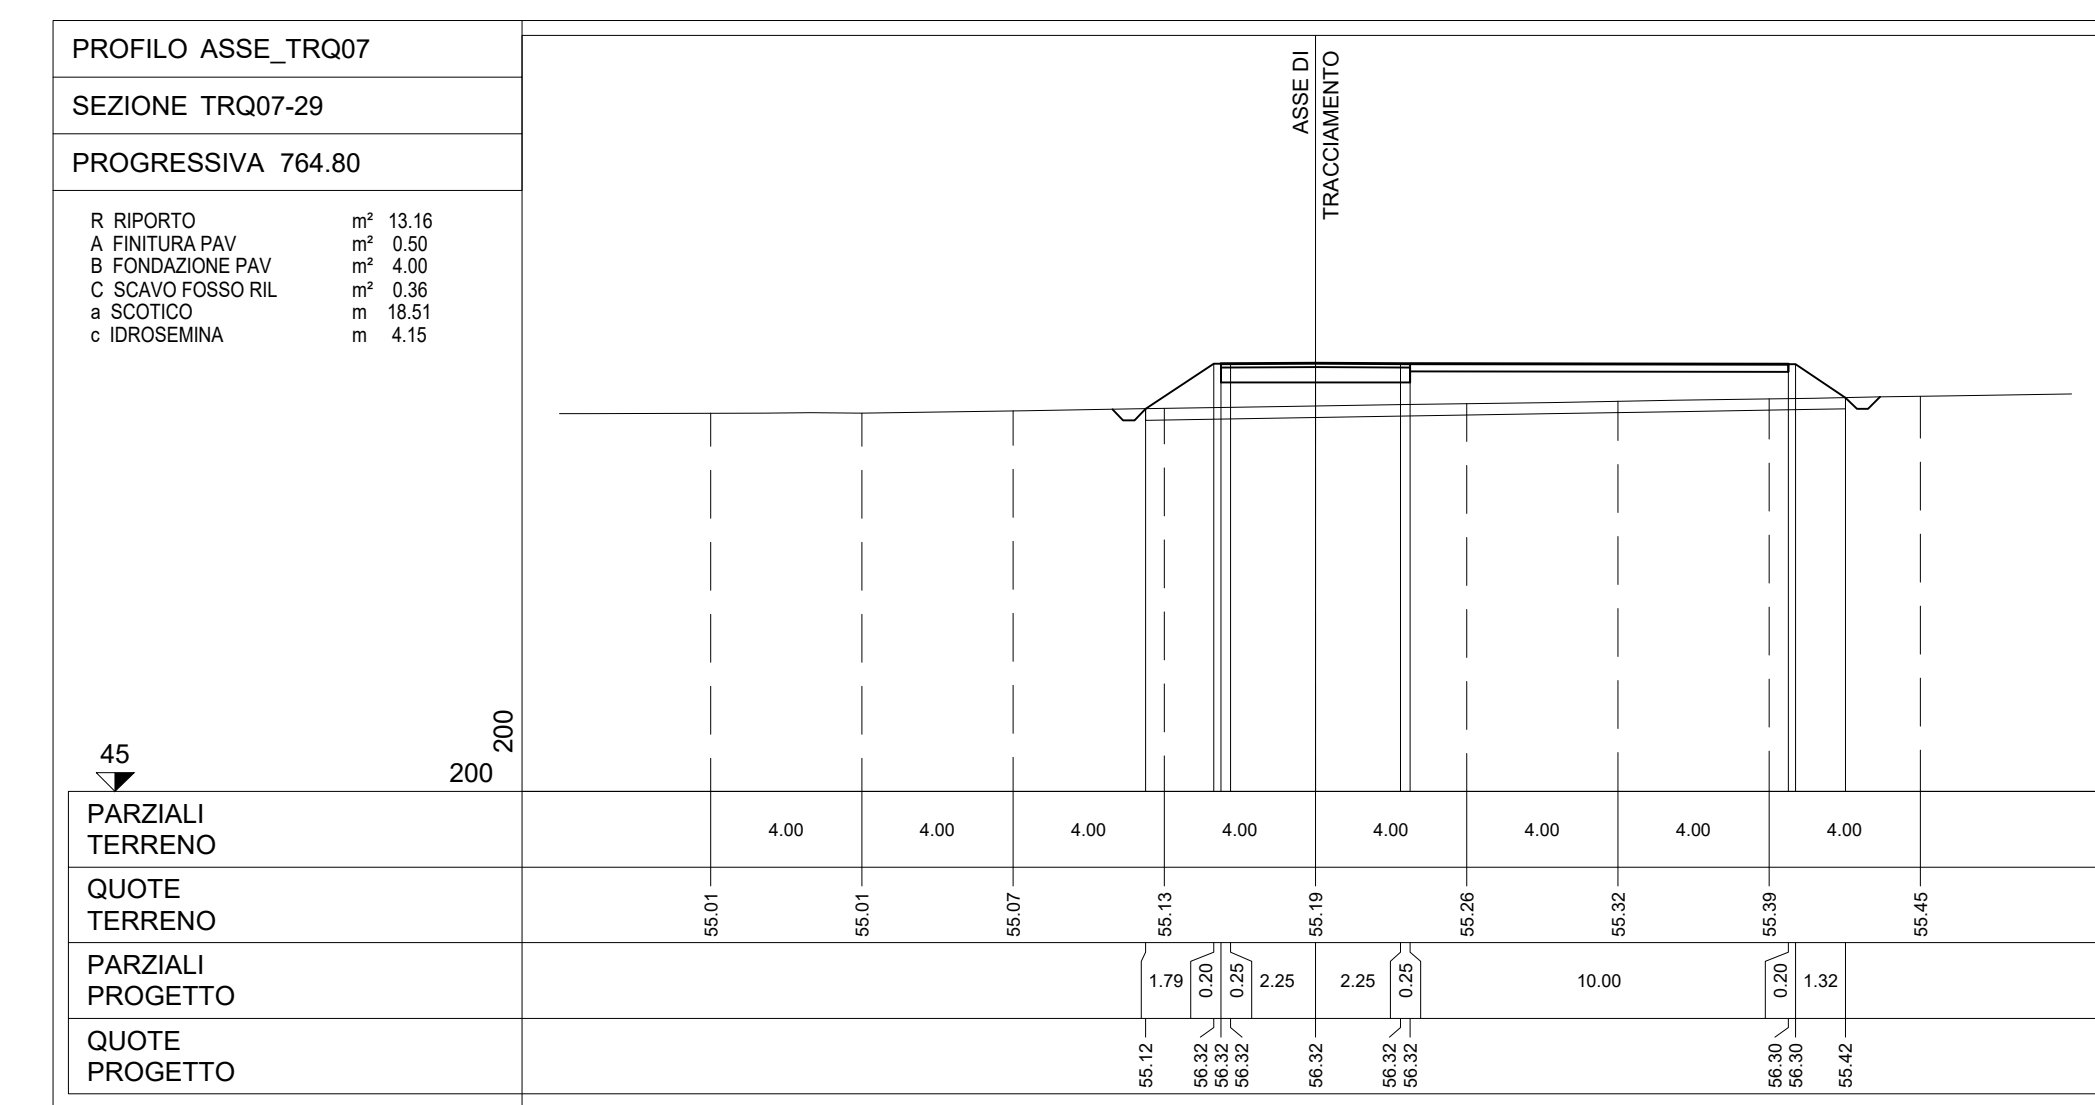 PROFILO ASSE_TRQ07
SEZIONE TRQ07-29
PROGRESSIVA 764.80
R RIPORTO m² 13.16
A FINITURA PAV m² 0.50
B FONDAZIONE PAV m² 4.00
C SCAVO FOSSO RIL m² 0.36
a SCOTICO m 18.51
c IDROSEMINA m 4.15
ASSE DI
TRACCIAMENTO
45
200
200
PARZIALI
TERRENO
4.00 4.00 4.00 4.00 4.00 4.00 4.00 4.00
QUOTE
TERRENO
55.01 55.01 55.07 55.13 55.19 55.26 55.32 55.39 55.45
PARZIALI
PROGETTO
1.79 0.20 0.25 2.25 2.25 0.25 10.00 0.20 1.32
QUOTE
PROGETTO
55.12 56.32 56.32 56.32 56.32 56.32 56.32 56.30 56.30 55.42